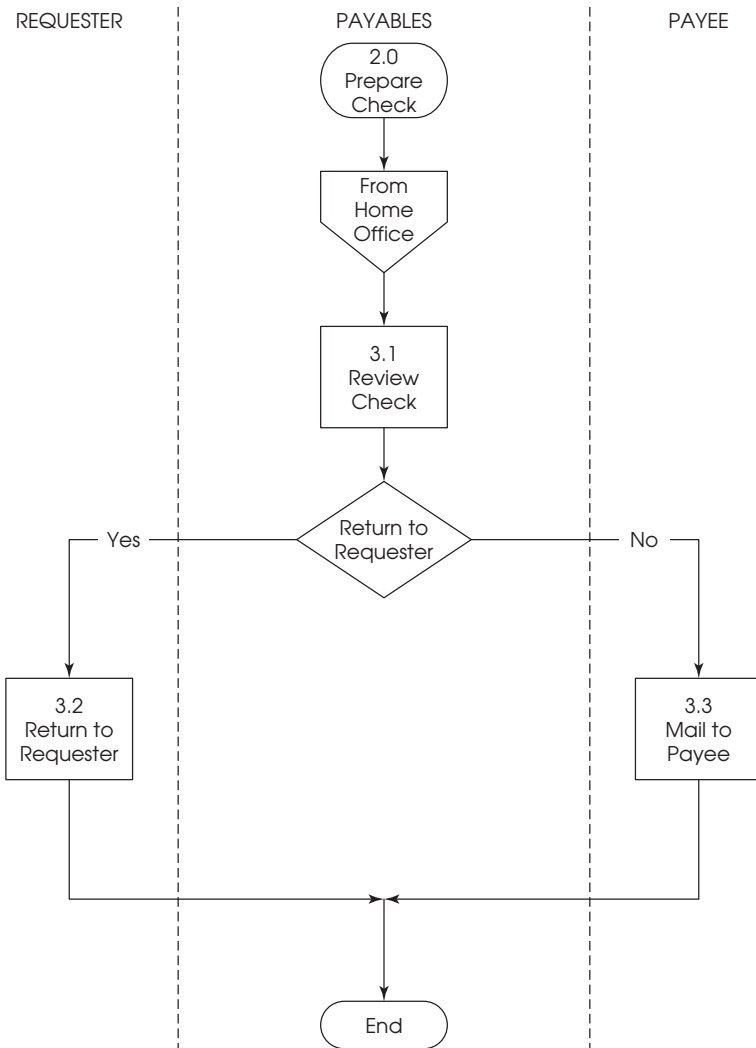 REQUESTER
PAYABLES
PAYEE
2.0
Prepare
Check
From
Home
Office
3.1
Review
Check
Return to
Requester
Yes
No
3.2
Return to
Requester
3.3
Mail to
Payee
End